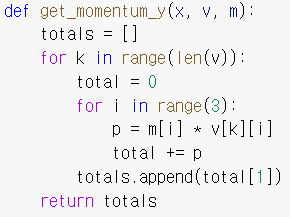 def get_momentum_y(x, v, m):
    totals = []
    for k in range(len(v)):
        total = 0
        for i in range(3):
            p = m[i] * v[k][i]
            total += p
        totals.append(total[1])
    return totals